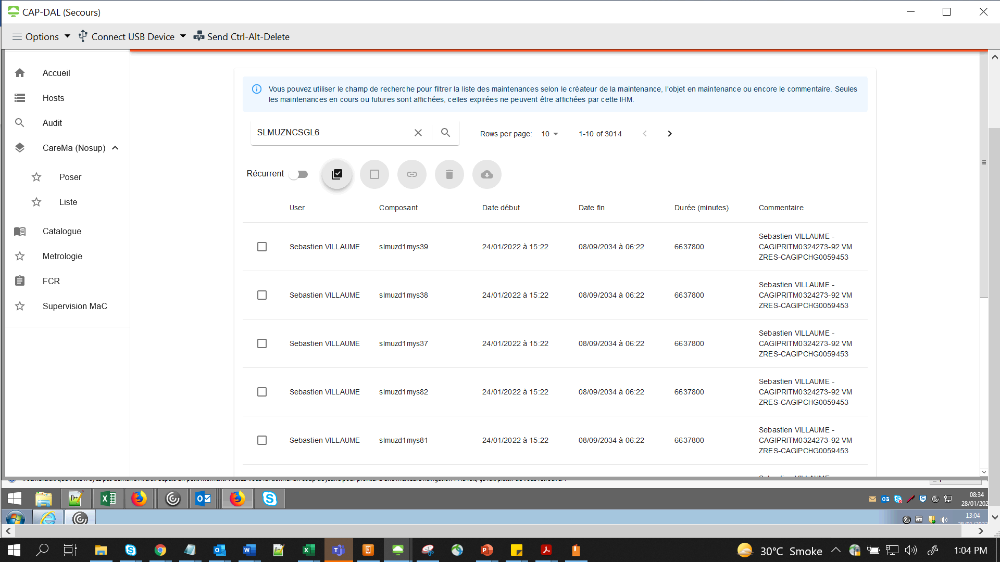 CAP-DAL (Secours)
Options Connect USB Device Send Ctrl-Alt-Delete
Accueil
Hosts
Audit
CareMa (Nosup)
Poser
Liste
Catalogue
Metrologie
FCR
Supervision MaC
Vous pouvez utiliser le champ de recherche pour filtrer la liste des maintenances selon le créateur de la maintenance, l'objet en maintenance ou encore le commentaire. Seules
les maintenances en cours ou futures sont affichées, celles expirées ne peuvent être affichées par cette IHM.
SLMUZNCSGL6
Rows per page: 10 1-10 of 3014
Récurrent
User Composant Date début Date fin Durée (minutes) Commentaire
Sebastien VILLAUME slmuzd1mys39 24/01/2022 à 15:22 08/09/2034 à 06:22 6637800 Sebastien VILLAUME -
CAGIPRITM0324273-92 VM
ZRES-CAGIPCHG0059453
Sebastien VILLAUME slmuzd1mys38 24/01/2022 à 15:22 08/09/2034 à 06:22 6637800 Sebastien VILLAUME -
CAGIPRITM0324273-92 VM
ZRES-CAGIPCHG0059453
Sebastien VILLAUME slmuzd1mys37 24/01/2022 à 15:22 08/09/2034 à 06:22 6637800 Sebastien VILLAUME -
CAGIPRITM0324273-92 VM
ZRES-CAGIPCHG0059453
Sebastien VILLAUME slmuzd1mys82 24/01/2022 à 15:22 08/09/2034 à 06:22 6637800 Sebastien VILLAUME -
CAGIPRITM0324273-92 VM
ZRES-CAGIPCHG0059453
Sebastien VILLAUME slmuzd1mys81 24/01/2022 à 15:22 08/09/2034 à 06:22 6637800 Sebastien VILLAUME -
CAGIPRITM0324273-92 VM
ZRES-CAGIPCHG0059453
08:34
28/01/202
13:04
30°C Smoke
1:04 PM